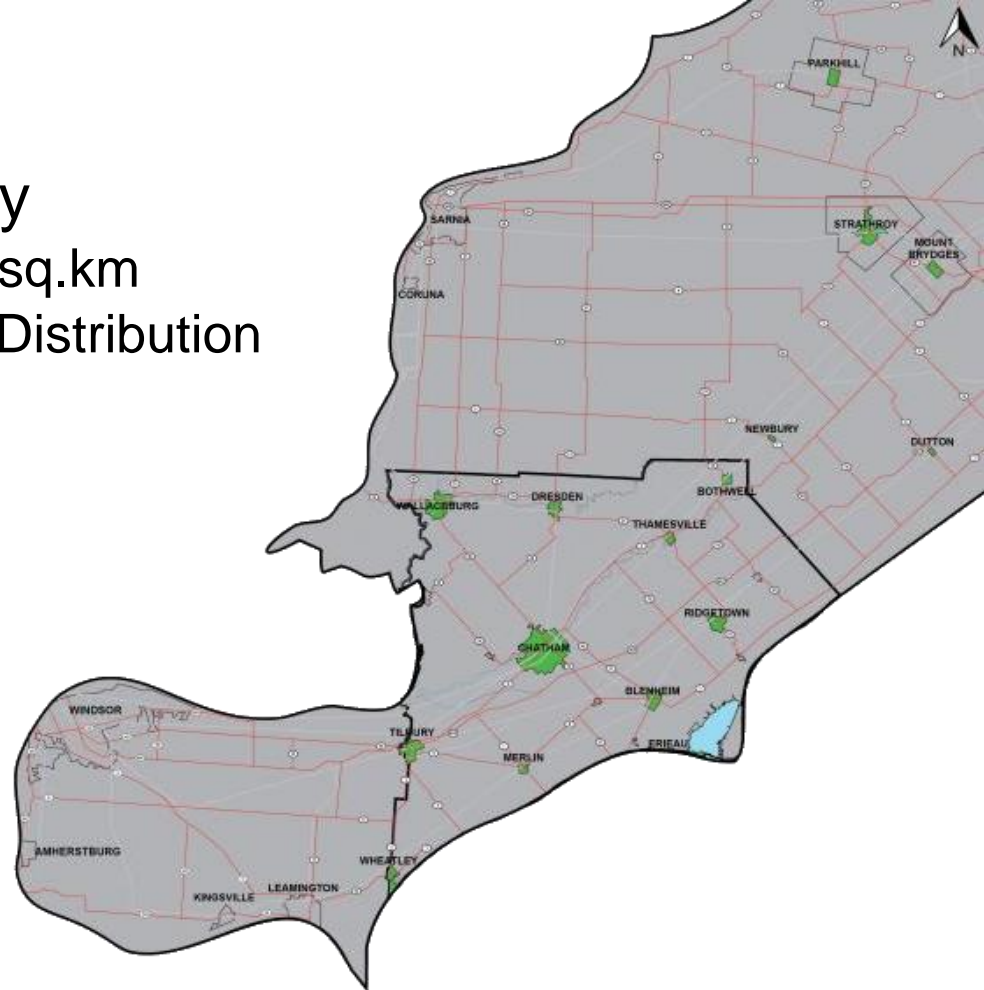 y
sq.km
Distribution
N
PARKHILL
SARNIA
STRATHROY
MOUNT
BRYDGES
CORUNA
NEWBURY
DUTTON
BOTHWELL
WALLACEBURG
DRESDEN
THAMESVILLE
RIDGETOWN
CHATHAM
BLENHEIM
WINDSOR
TILBURY
ERIEAU
MERLIN
AMHERSTBURG
WHEATLEY
LEAMINGTON
KINGSVILLE